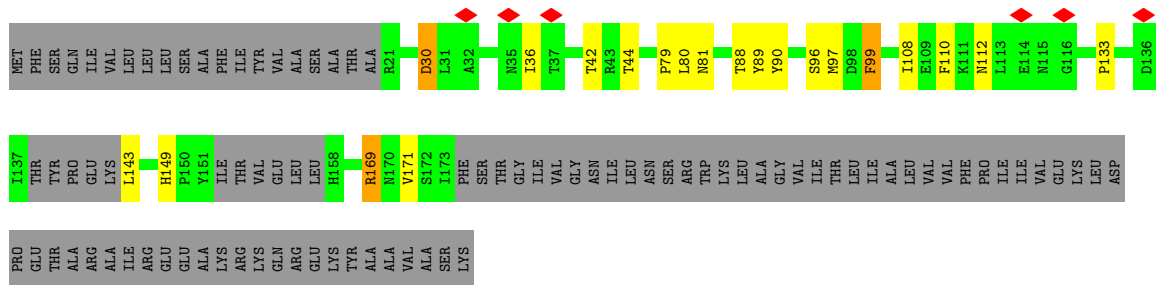 MET PHE SER GLN ILE VAL LEU LEU LEU SER ALA PHE ILE TYR VAL ALA SER ALA THR ALA R21 D30 L31 A32 N35 I36 T37 T42 R43 T44 P79 L80 N81 T88 Y89 Y90 S96 M97 D98 F99 I108 E109 F110 K111 N112 L113 E114 N115 G116 P133 D136
I137 THR TYR PRO GLU LYS L143 H149 P150 Y151 ILE THR VAL GLU LEU LEU H158 R169 N170 V171 S172 I173 PHE SER THR GLY ILE VAL GLY ASN ILE LEU ASN SER ARG TRP LYS LEU ALA GLY VAL ILE THR LEU ILE ALA LEU VAL VAL PHE PRO ILE ILE VAL GLU LYS LEU ASP
PRO GLU THR ALA ARG ALA ILE ARG GLU GLU ALA LYS ARG LYS GLN ARG GLU LYS TYR ALA ALA VAL ALA SER LYS